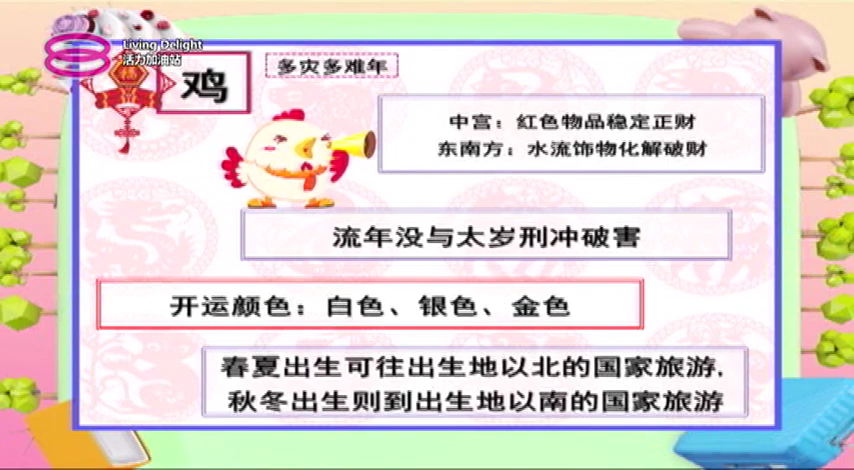 Living Delight
活力加油站
鸡
多灾多难年
中宫：红色物品稳定正财
东南方：水流饰物化解破财
流年没与太岁刑冲破害
开运颜色：白色、银色、金色
春夏出生可往出生地以北的国家旅游，
秋冬出生则到出生地以南的国家旅游